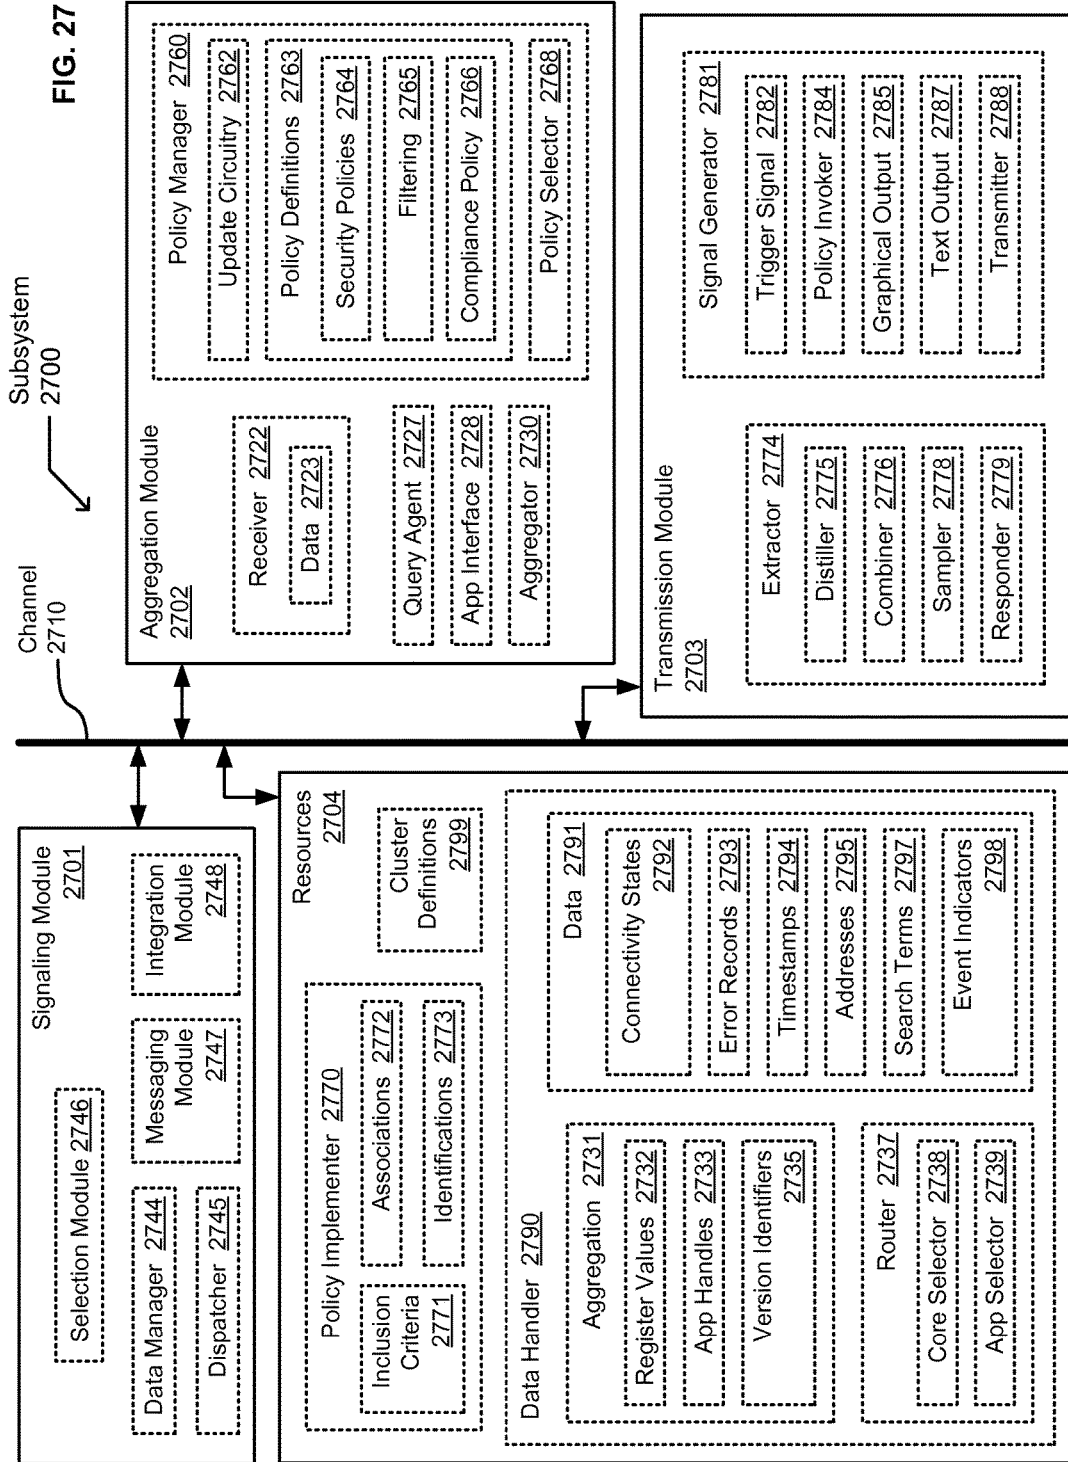 FIG. 27
Subsystem
2700
Channel
2710
Signaling Module
2701
Selection Module 2746
Data Manager 2744
Dispatcher 2745
Messaging
Module
2747
Integration
Module
2748
Aggregation Module
2702
Receiver 2722
Data 2723
Query Agent 2727
App Interface 2728
Aggregator 2730
Policy Manager 2760
Update Circuitry 2762
Policy Definitions 2763
Security Policies 2764
Filtering 2765
Compliance Policy 2766
Policy Selector 2768
Resources
2704
Policy Implementer 2770
Inclusion
Criteria
2771
Associations 2772
Identifications 2773
Cluster
Definitions
2799
Data Handler 2790
Aggregation 2731
Register Values 2732
App Handles 2733
Version Identifiers
2735
Router 2737
Core Selector 2738
App Selector 2739
Data 2791
Connectivity States
2792
Error Records 2793
Timestamps 2794
Addresses 2795
Search Terms 2797
Event Indicators
2798
Transmission Module
2703
Extractor 2774
Distiller 2775
Combiner 2776
Sampler 2778
Responder 2779
Signal Generator 2781
Trigger Signal 2782
Policy Invoker 2784
Graphical Output 2785
Text Output 2787
Transmitter 2788